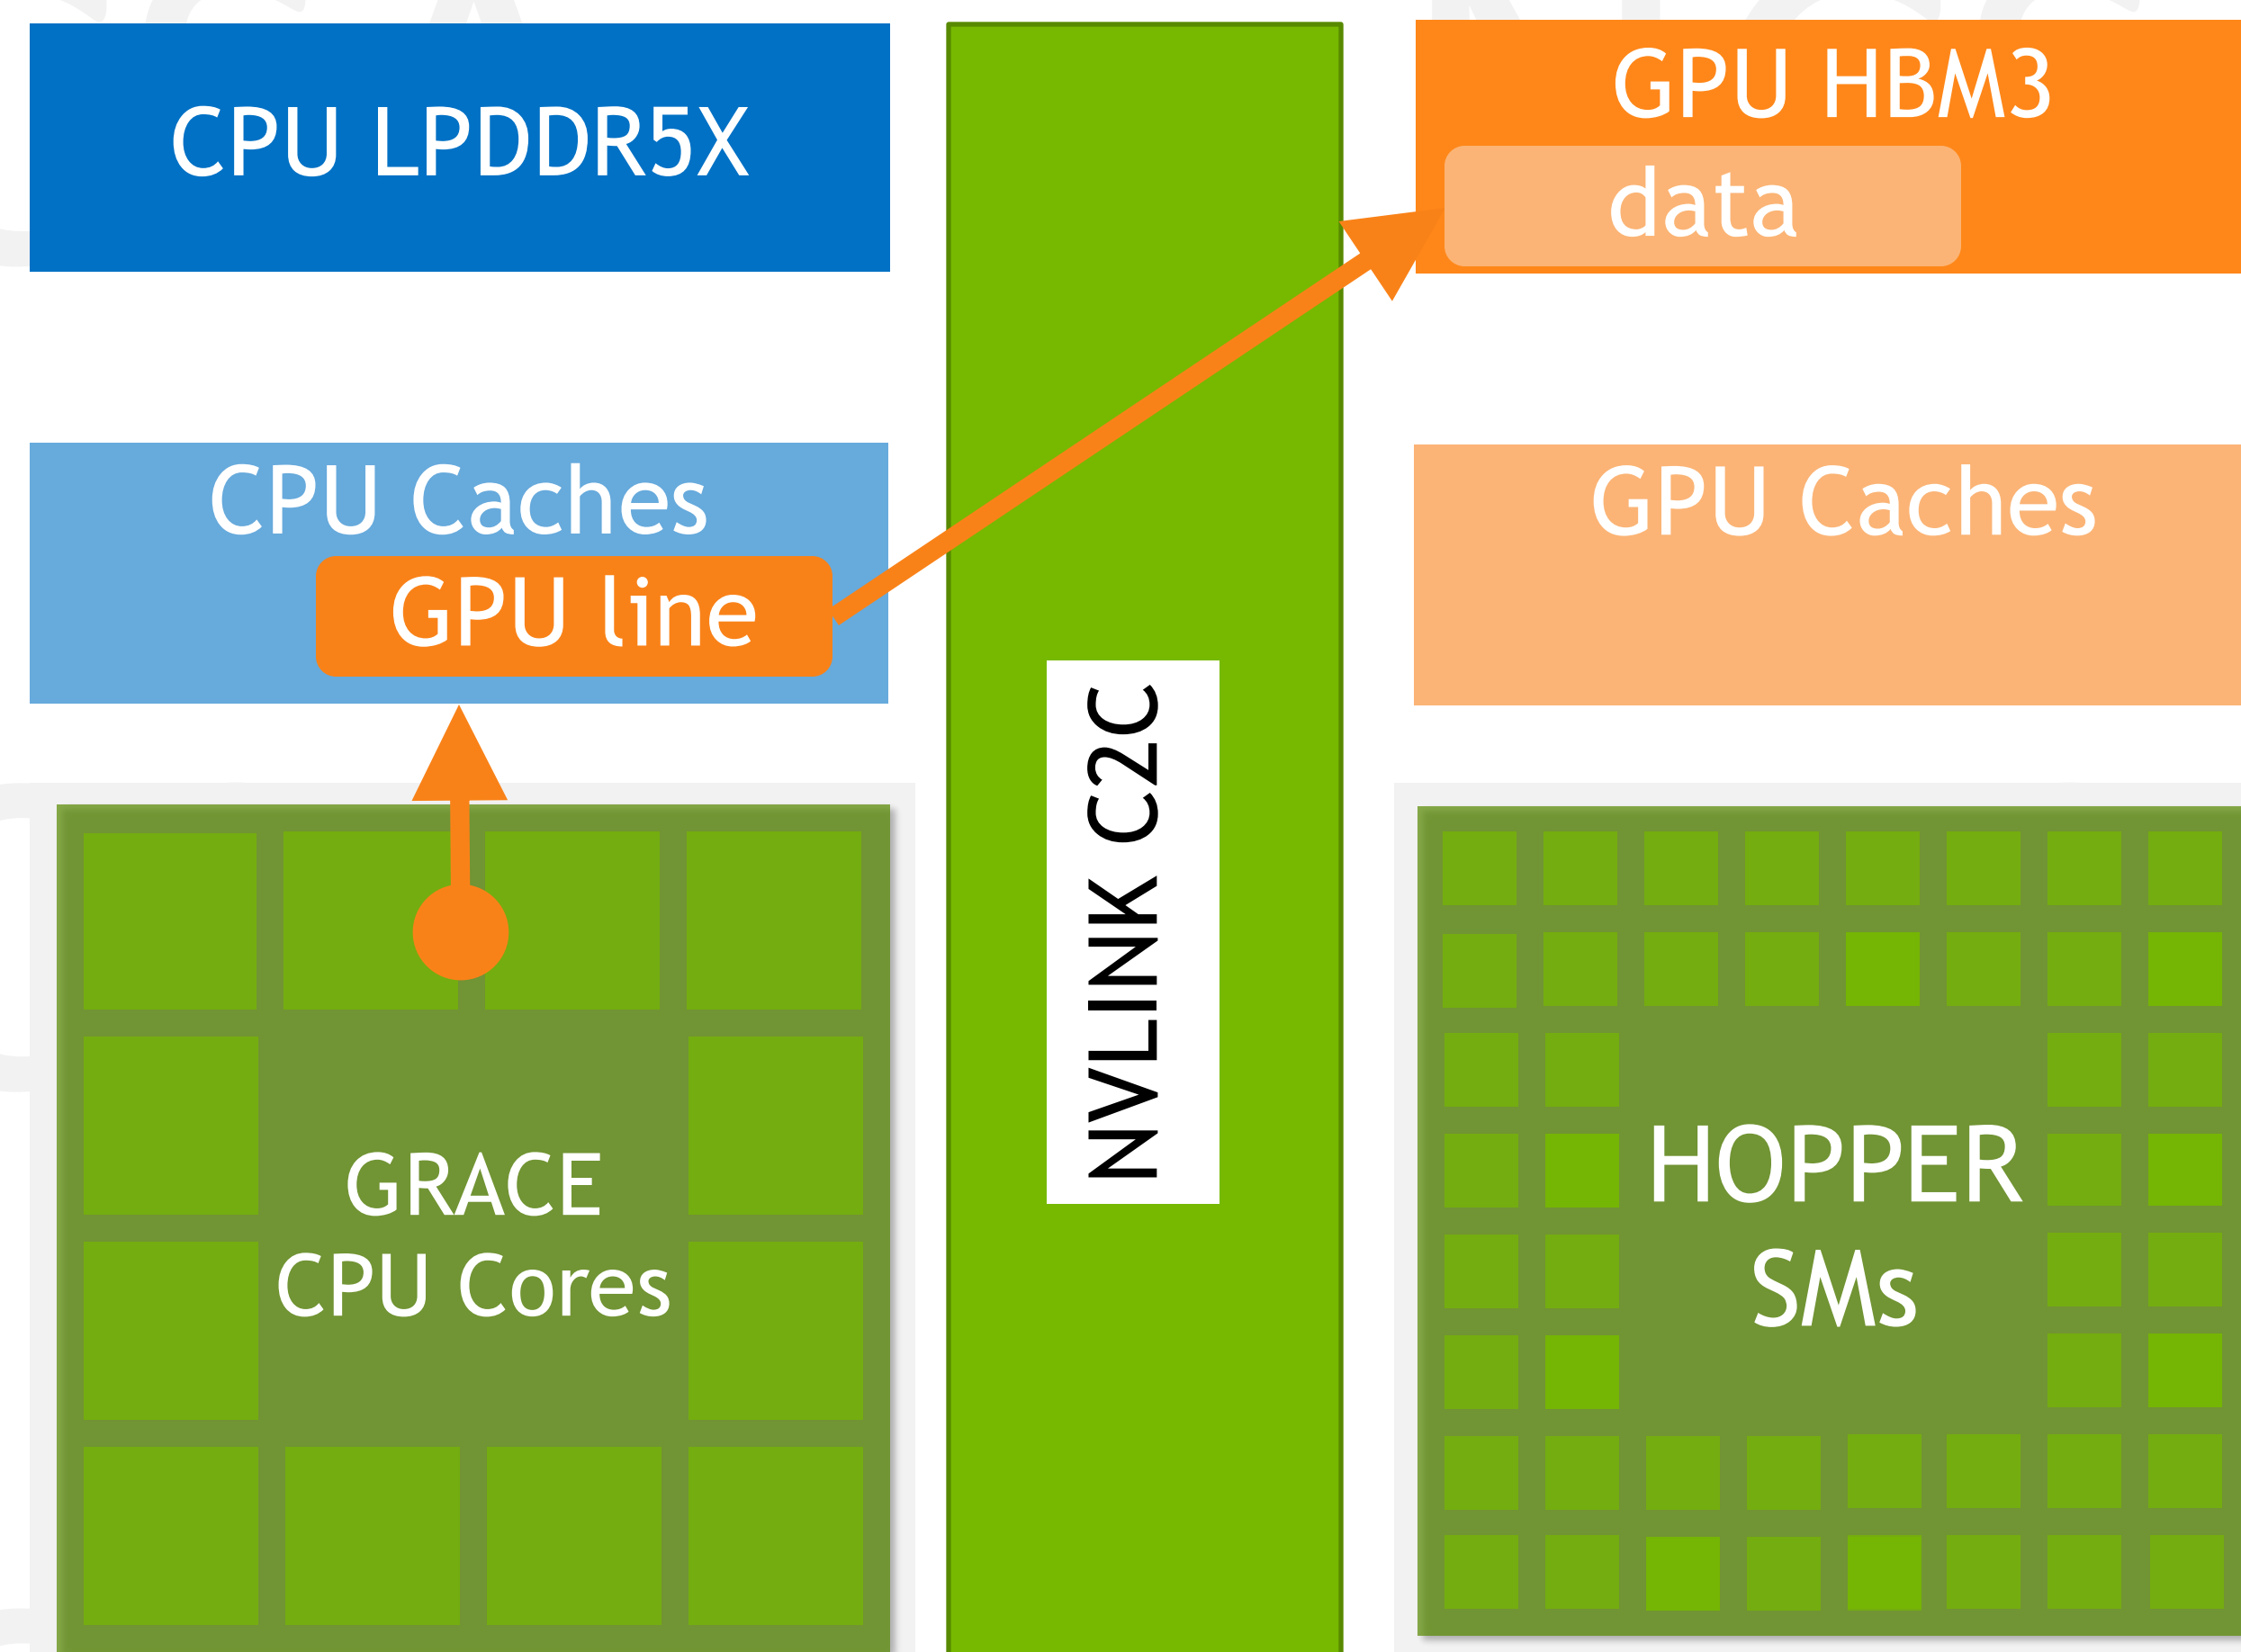 CPU LPDDR5X
GPU HBM3
data
CPU Caches
GPU line
GPU Caches
NVLINK C2C
GRACE
CPU Cores
HOPPER
SMs